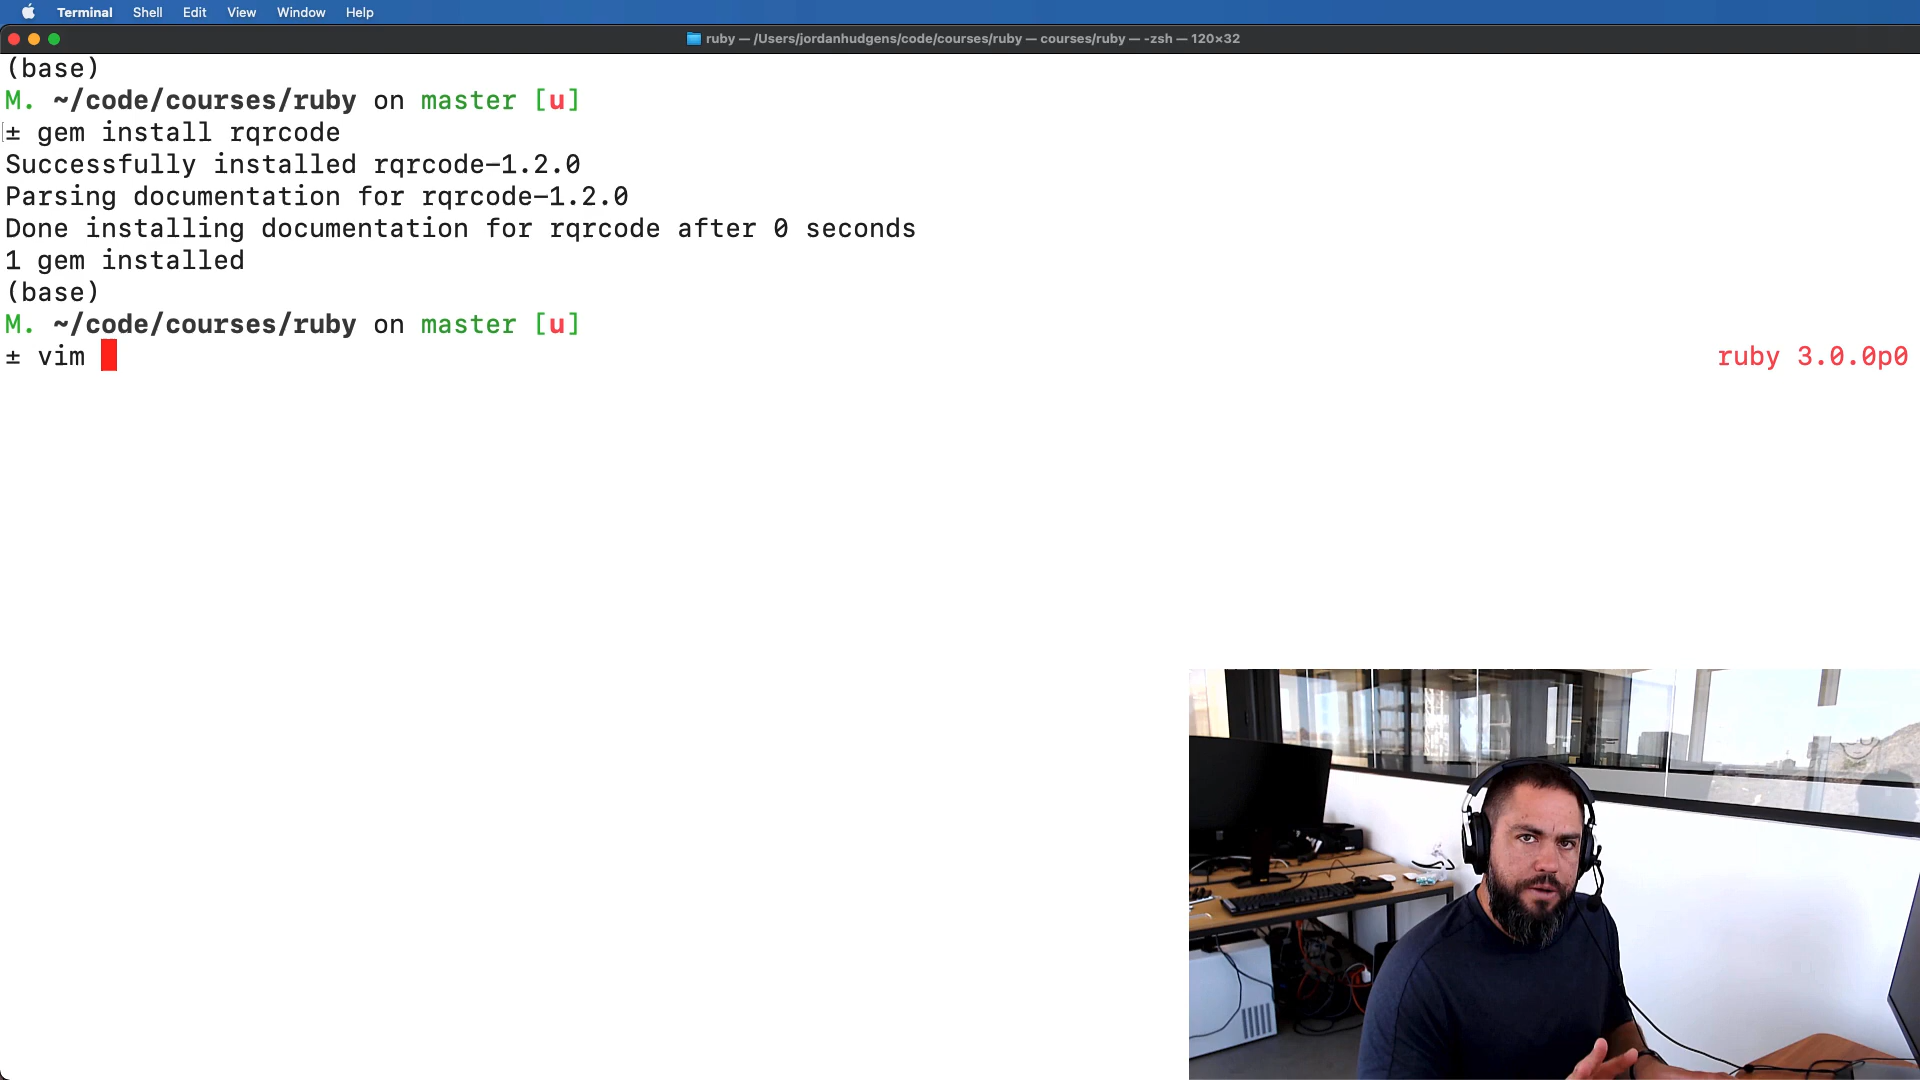 Terminal Shell Edit View Window Help
ruby — /Users/jordanhudgens/code/courses/ruby — courses/ruby — -zsh — 120×32
(base)
M. ~/code/courses/ruby on master [u]
± gem install rqrcode
Successfully installed rqrcode-1.2.0
Parsing documentation for rqrcode-1.2.0
Done installing documentation for rqrcode after 0 seconds
1 gem installed
(base)
M. ~/code/courses/ruby on master [u]
± vim ruby 3.0.0p0